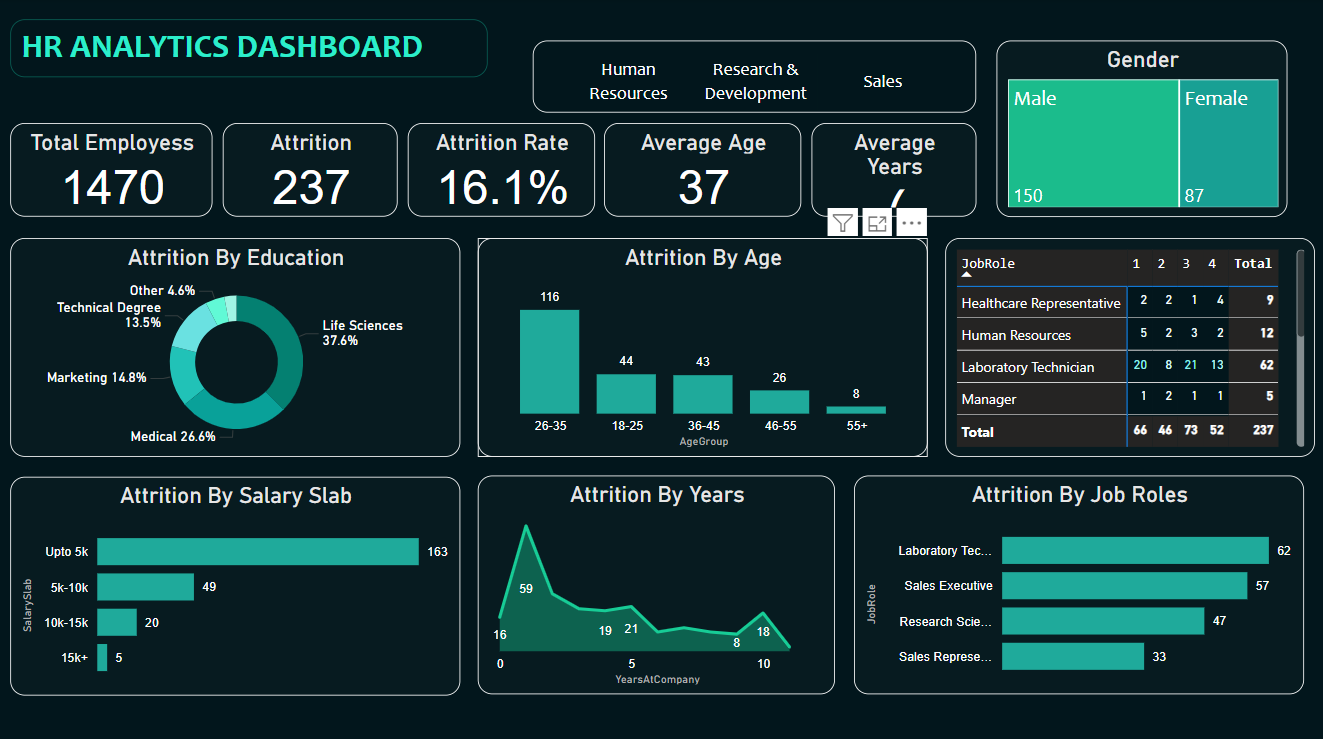 HR ANALYTICS DASHBOARD
Human
Resources
Research &
Development
Sales
Gender
Male
150
Female
87
Total Employess
1470
Attrition
237
Attrition Rate
16.1%
Average Age
37
Average
Years
Attrition By Education
Other 4.6%
Technical Degree
13.5%
Life Sciences
37.6%
Marketing 14.8%
Medical 26.6%
Attrition By Age
116
44
43
26
8
26-35 18-25 36-45 46-55 55+
AgeGroup
JobRole 1 2 3 4 Total
Healthcare Representative 2 2 1 4 9
Human Resources 5 2 3 2 12
Laboratory Technician 20 8 21 13 62
Manager 1 2 1 1 5
Total 66 46 73 52 237
Attrition By Salary Slab
SalarySlab
Upto 5k 163
5k-10k 49
10k-15k 20
15k+ 5
Attrition By Years
59
16
19
21
8
18
0 5 10
YearsAtCompany
Attrition By Job Roles
JobRole
Laboratory Tec... 62
Sales Executive 57
Research Scie... 47
Sales Represe... 33